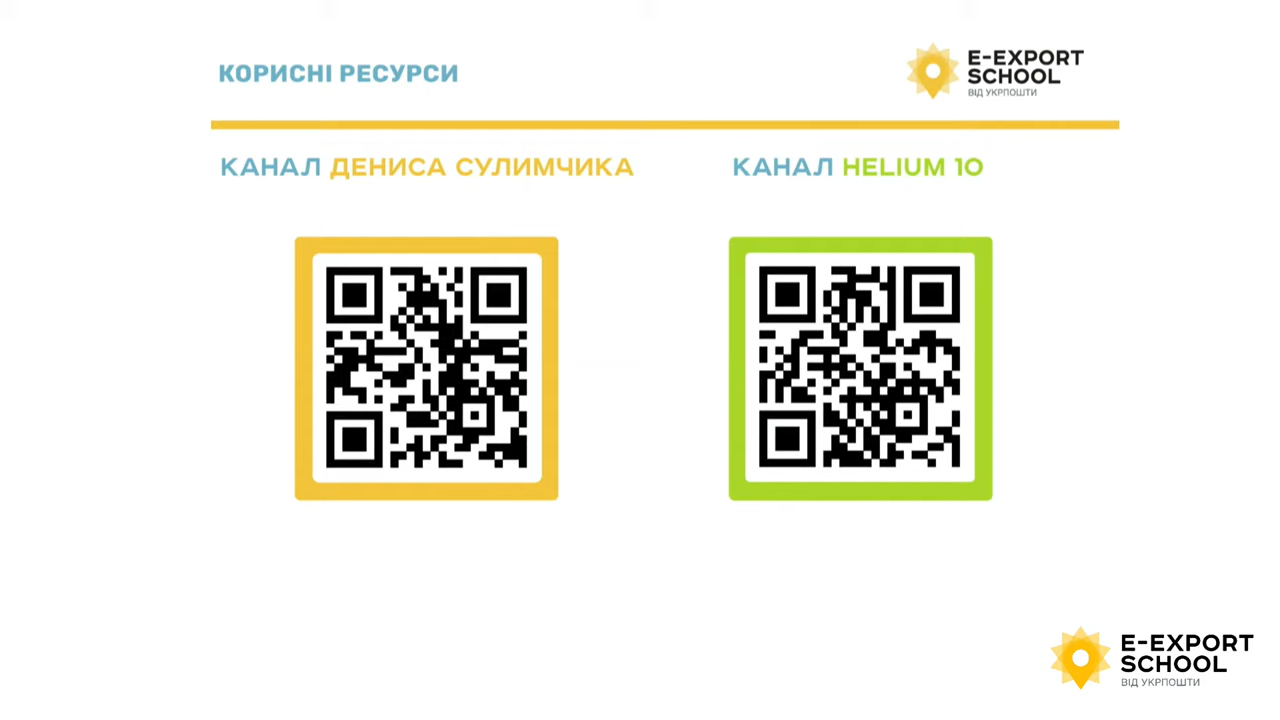 КОРИСНІ РЕСУРСИ
E-EXPORT
SCHOOL
ВІД УКРПОШТИ
КАНАЛ ДЕНИСА СУЛИМЧИКА
КАНАЛ HELIUM 10
E-EXPORT
SCHOOL
ВІД УКРПОШТИ